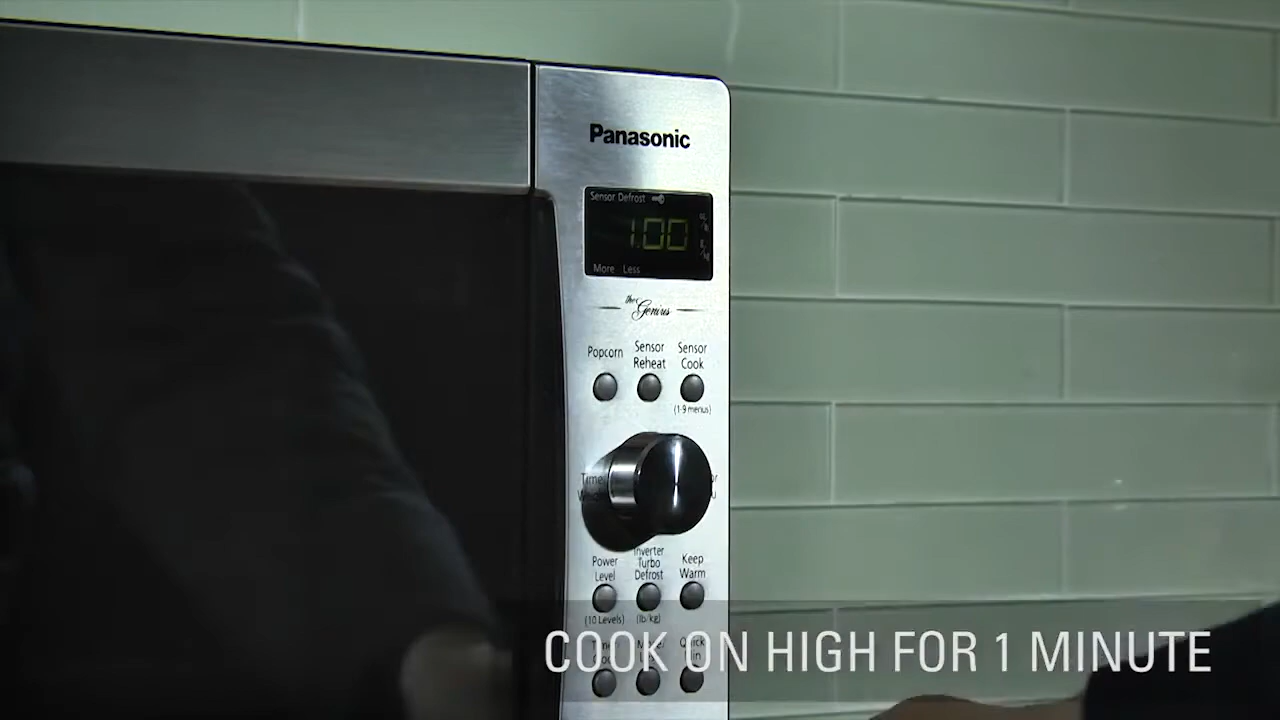 Panasonic
Sensor Defrost
1:00
More Less
the Genius
Popcorn
Sensor Reheat
Sensor Cook
(1-9 menus)
Time
Power Level
Inverter Turbo Defrost
Keep Warm
(10 Levels) (lb/kg)
COOK ON HIGH FOR 1 MINUTE